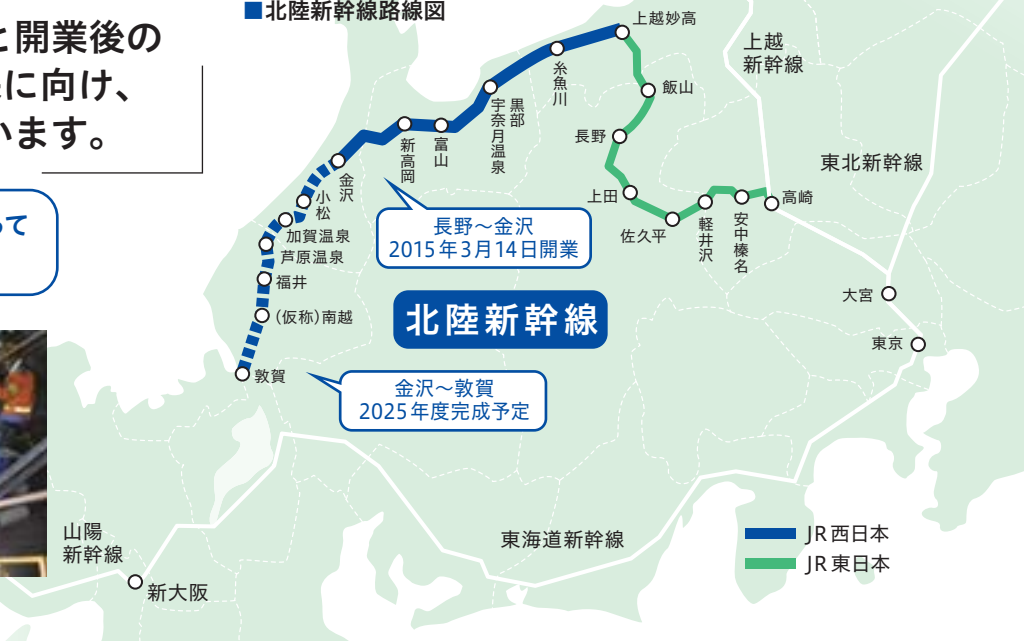 と開業後の
に向け、
います。
って
■北陸新幹線路線図
上越妙高
糸魚川
黒部
宇奈月温泉
富山
新高岡
金沢
小松
加賀温泉
芦原温泉
福井
（仮称）南越
敦賀
飯山
長野
上田
佐久平
軽井沢
安中榛名
高崎
上越
新幹線
東北新幹線
大宮
東京
長野〜金沢
2015年3月14日開業
北陸新幹線
金沢〜敦賀
2025年度完成予定
山陽
新幹線
新大阪
東海道新幹線
JR西日本
JR東日本